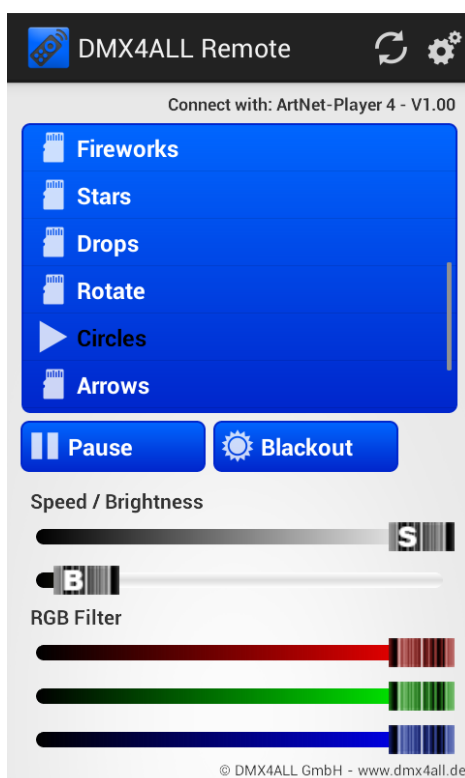 DMX4ALL Remote
Connect with: ArtNet-Player 4 - V1.00
Fireworks
Stars
Drops
Rotate
Circles
Arrows
Pause
Blackout
Speed / Brightness
S
B
RGB Filter
© DMX4ALL GmbH - www.dmx4all.de